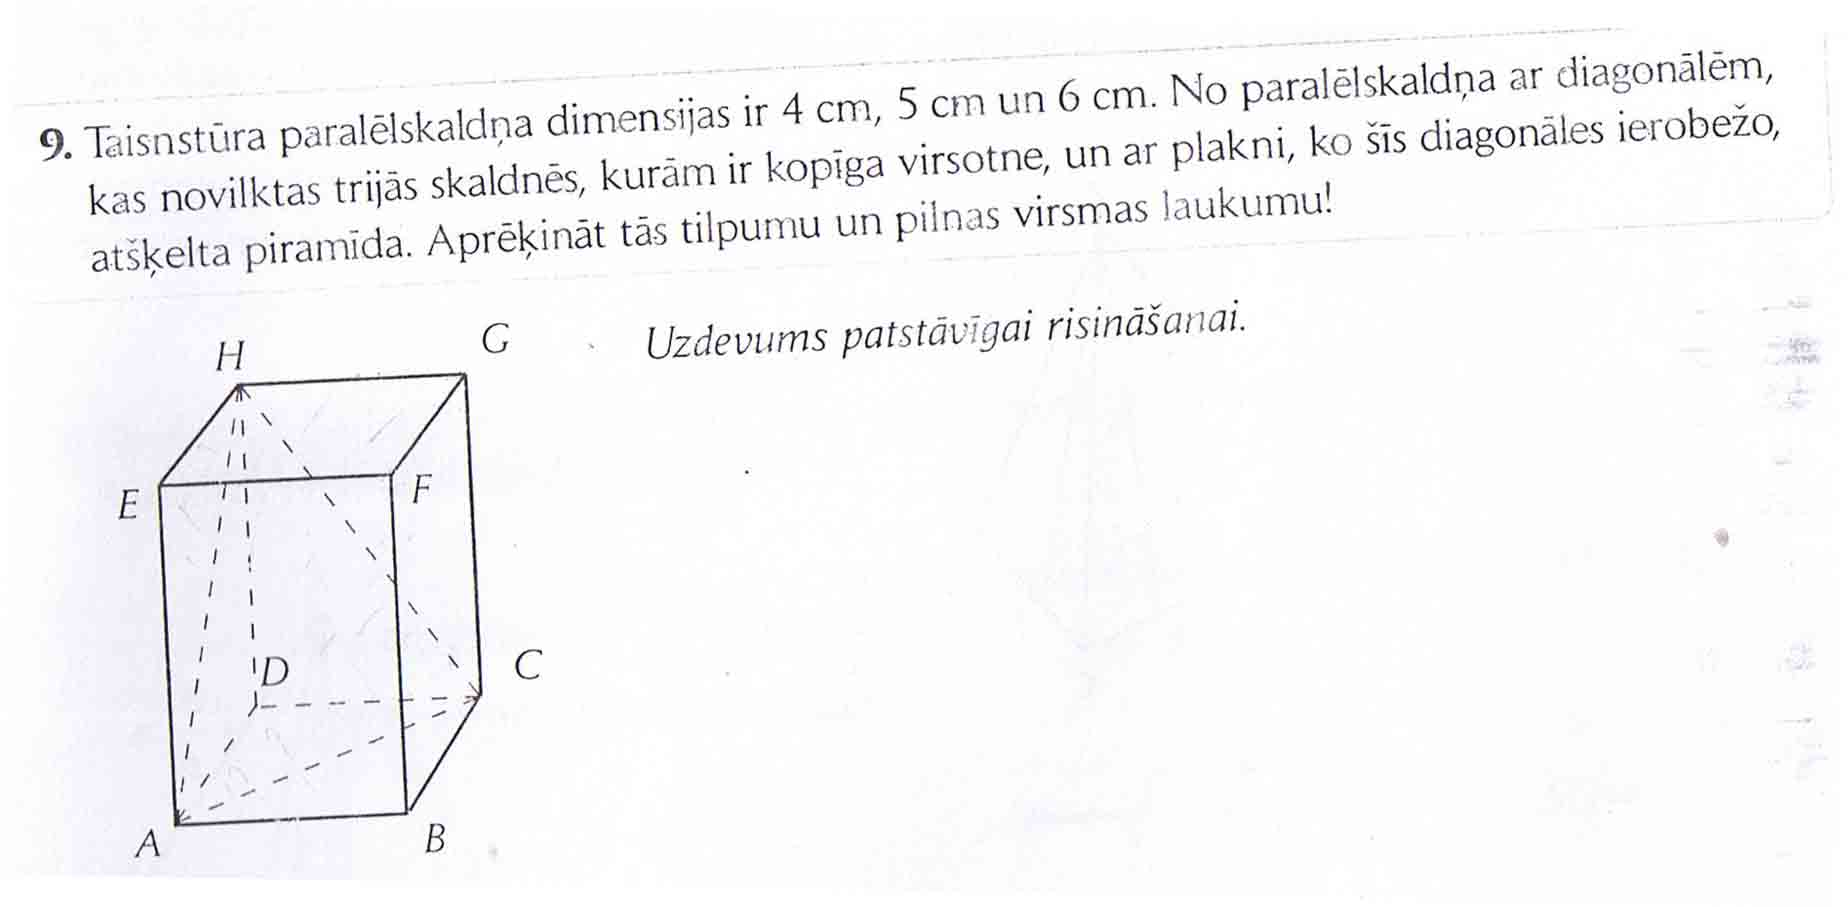 9. Taisnstūra paralēlskaldņa dimensijas ir 4 cm, 5 cm un 6 cm. No paralēlskaldņa ar diagonālēm,
kas novilktas trijās skaldnēs, kurām ir kopīga virsotne, un ar plakni, ko šīs diagonāles ierobežo,
atšķelta piramīda. Aprēķināt tās tilpumu un pilnas virsmas laukumu!
Uzdevums patstāvīgai risināšanai.
H
G
E
F
D
C
A
B